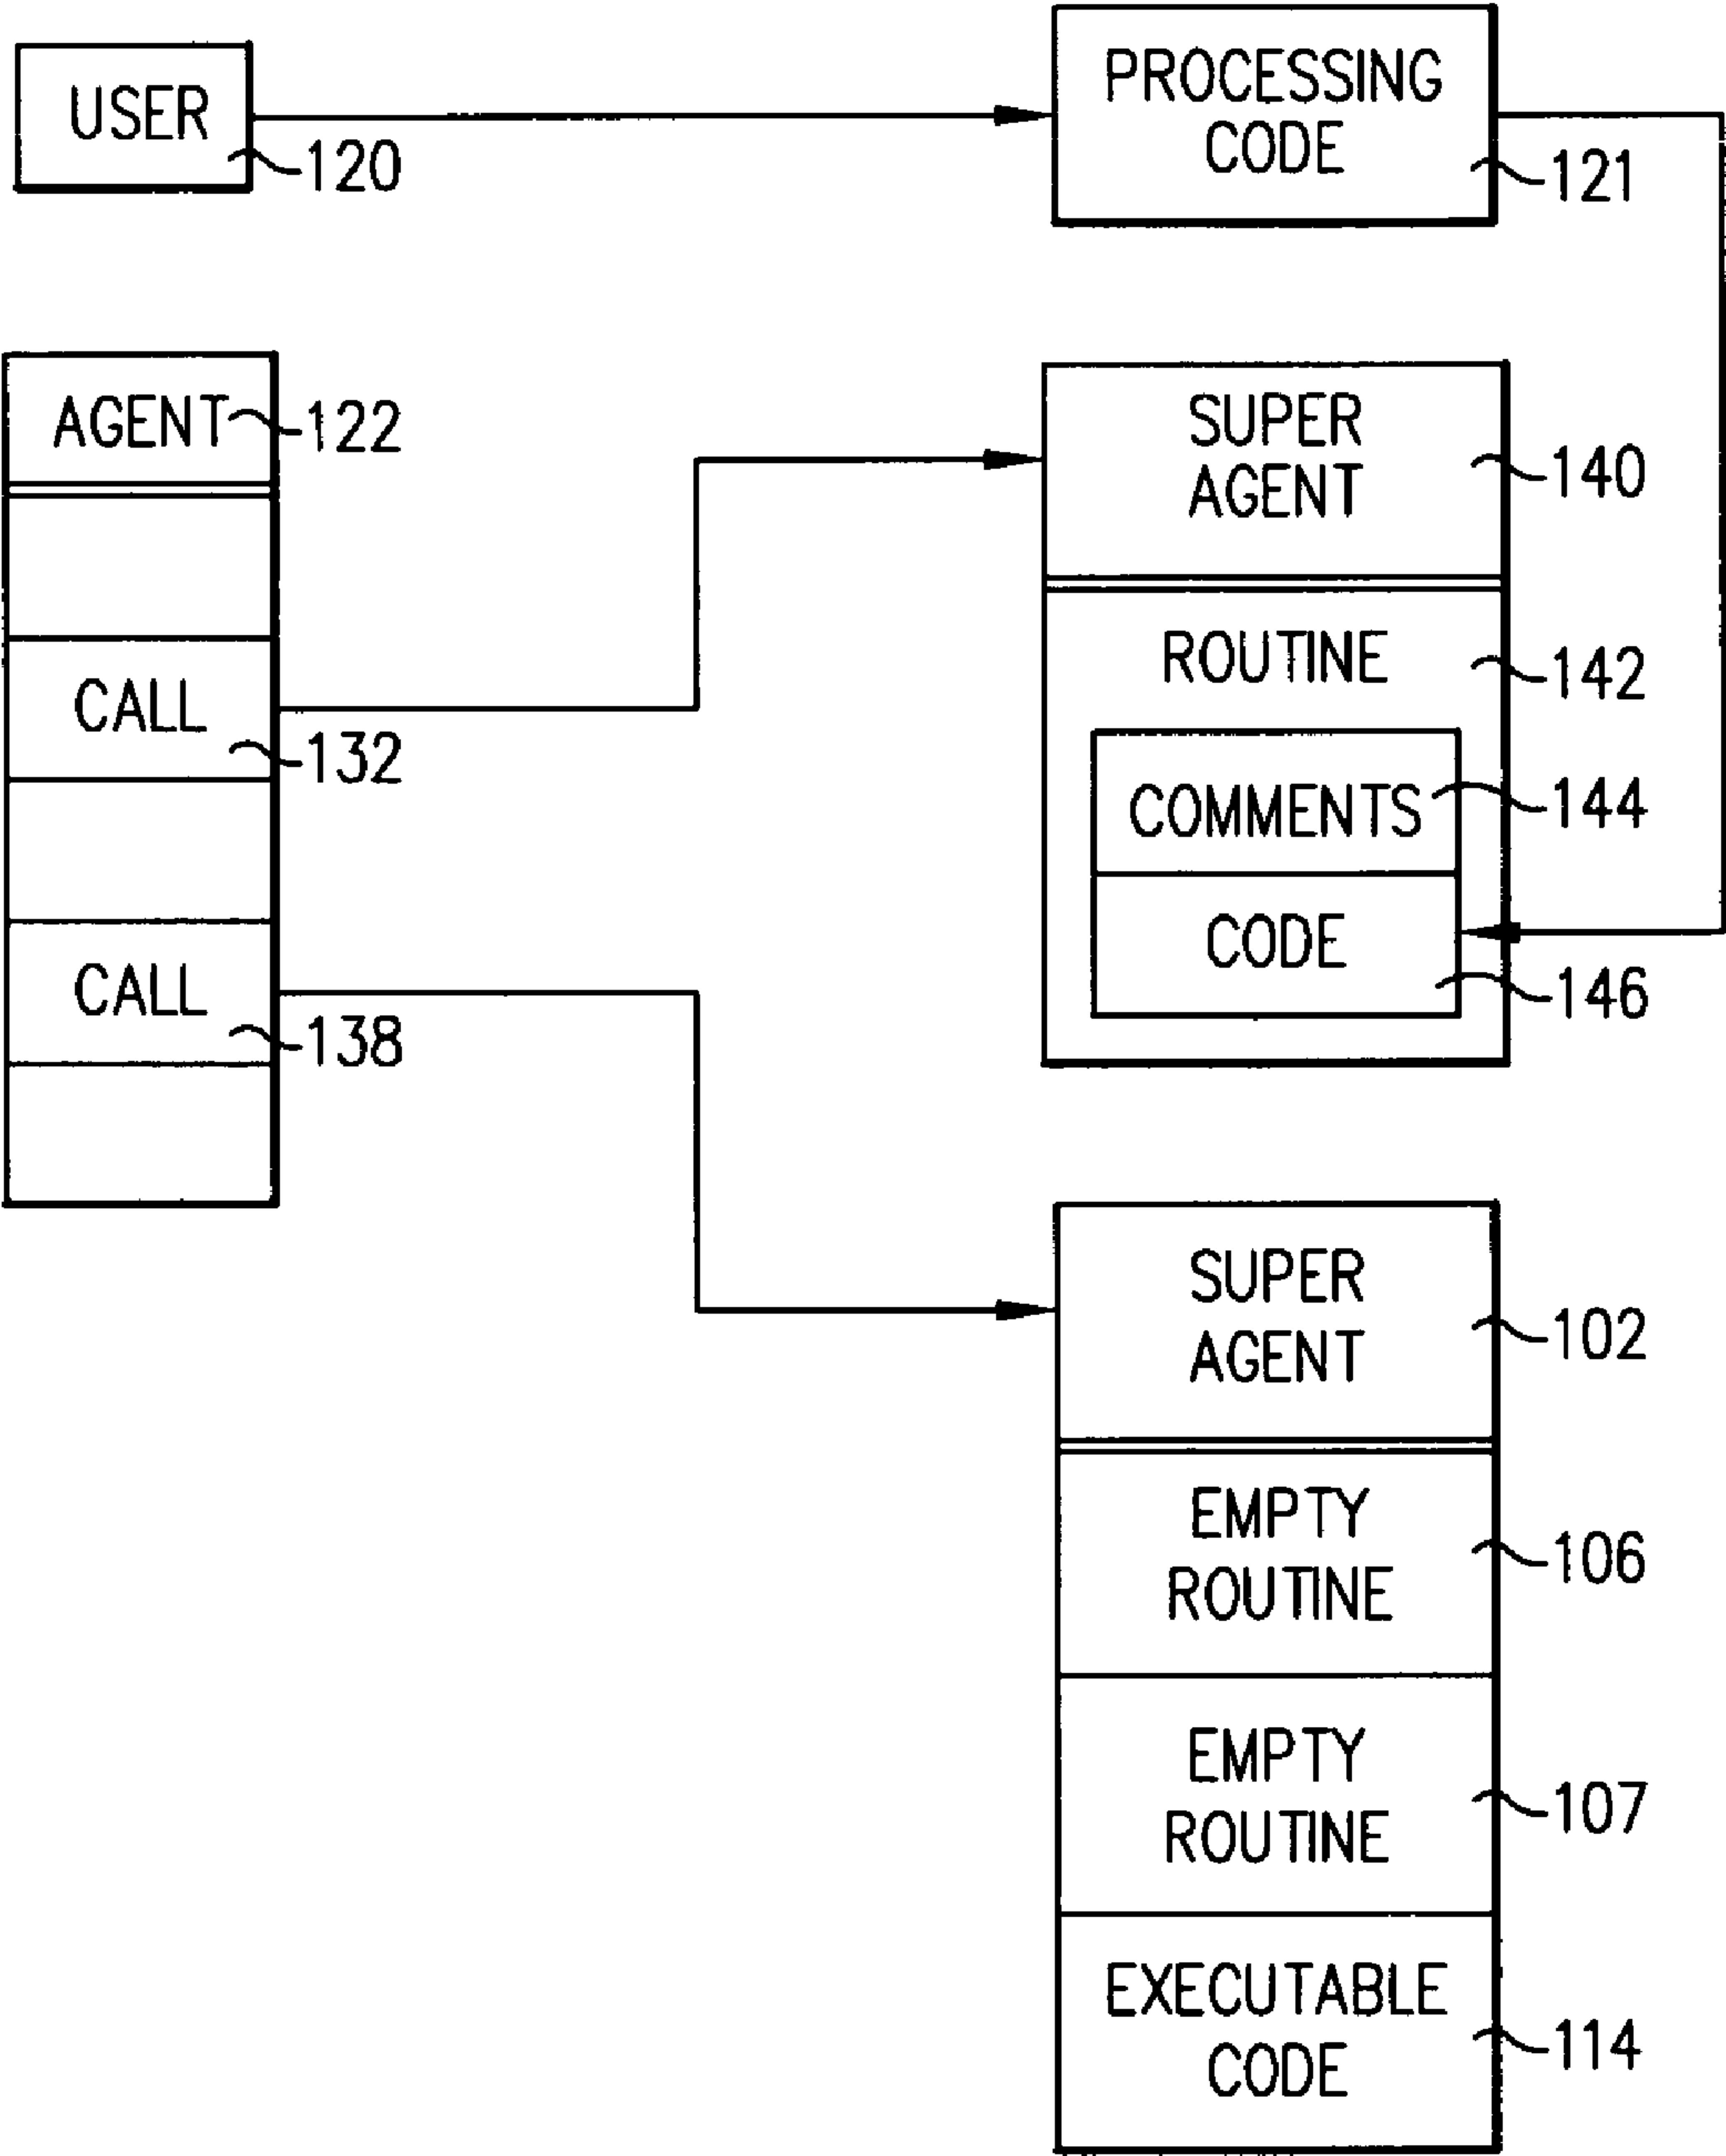 USER
120
PROCESSING
CODE
121
AGENT
122
CALL
132
CALL
138
SUPER
AGENT
140
ROUTINE
142
COMMENTS
144
CODE
146
SUPER
AGENT
102
EMPTY
ROUTINE
106
EMPTY
ROUTINE
107
EXECUTABLE
CODE
114